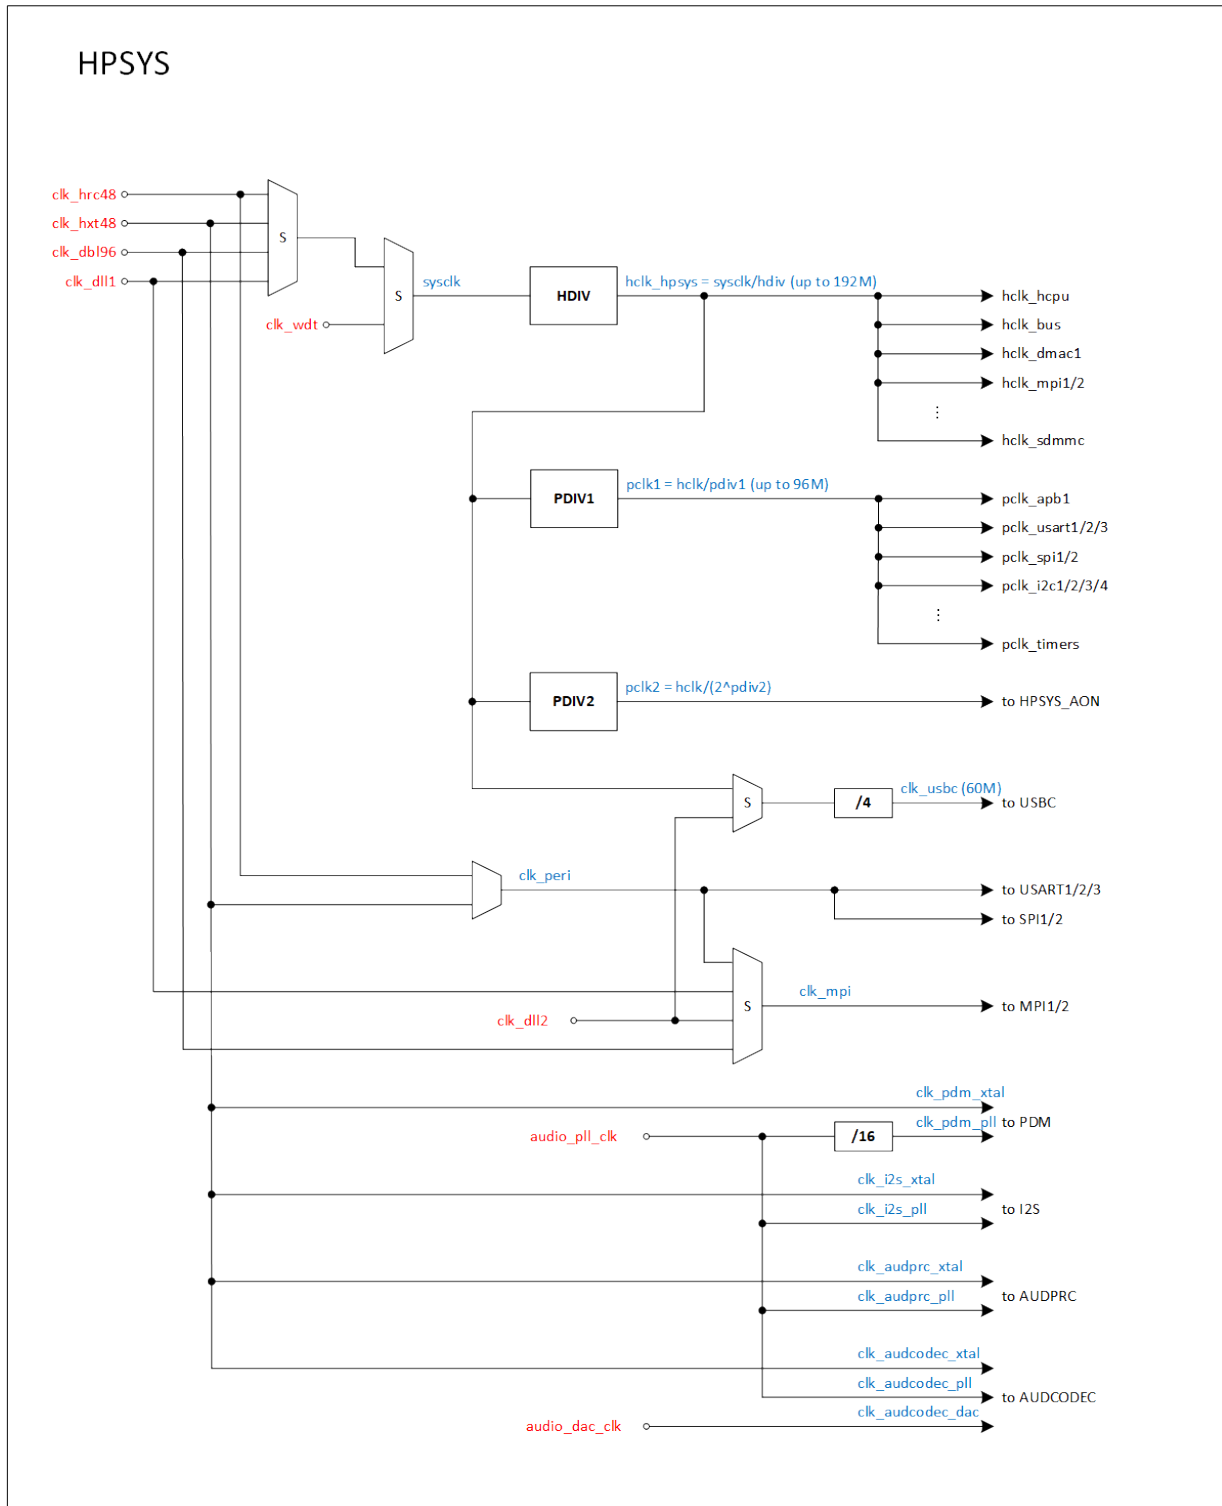 HPSYS
clk_hrc48
clk_hxt48
clk_dbl96
clk_dll1
S
clk_wdt
S
sysclk
HDIV
hclk_hpsys = sysclk/hdiv (up to 192M)
hclk_hcpu
hclk_bus
hclk_dmac1
hclk_mpi1/2
⋮
hclk_sdmmc
PDIV1
pclk1 = hclk/pdiv1 (up to 96M)
pclk_apb1
pclk_usart1/2/3
pclk_spi1/2
pclk_i2c1/2/3/4
⋮
pclk_timers
PDIV2
pclk2 = hclk/(2^pdiv2)
to HPSYS_AON
S
/4
clk_usbc (60M)
to USBC
clk_peri
to USART1/2/3
to SPI1/2
S
clk_mpi
to MPI1/2
clk_dll2
clk_pdm_xtal
audio_pll_clk
/16
clk_pdm_pll
to PDM
clk_i2s_xtal
clk_i2s_pll
to I2S
clk_audprc_xtal
clk_audprc_pll
to AUDPRC
clk_audcodec_xtal
clk_audcodec_pll
to AUDCODEC
clk_audcodec_dac
audio_dac_clk